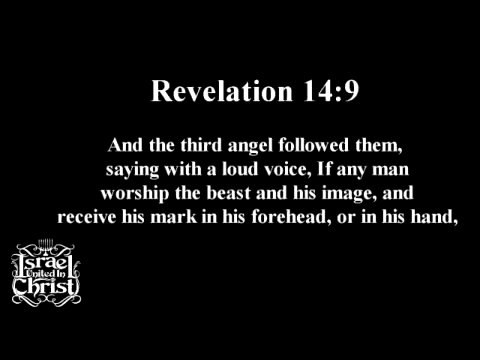 Revelation 14:9
And the third angel followed them,
saying with a loud voice, If any man
worship the beast and his image, and
receive his mark in his forehead, or in his hand,
Israel
United In
Christ